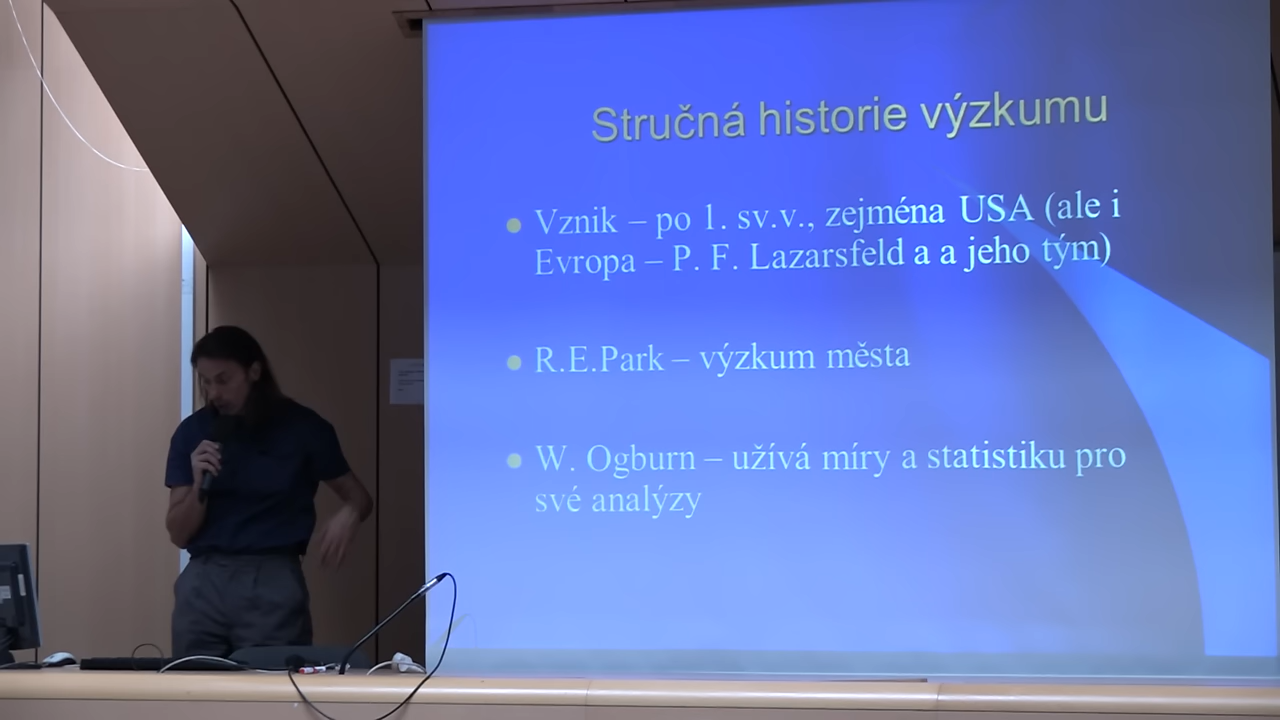 Stručná historie výzkumu
Vznik – po 1. sv.v., zejména USA (ale i
Evropa – P. F. Lazarsfeld a a jeho tým)
R.E.Park – výzkum města
W. Ogburn – užívá míry a statistiku pro
své analýzy